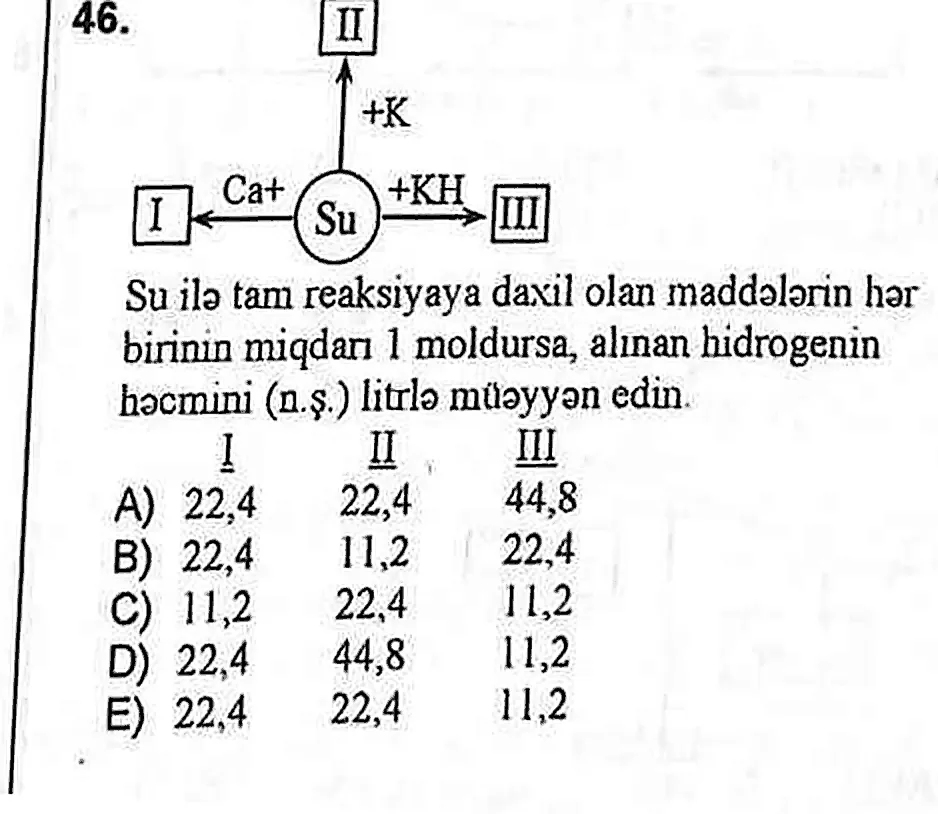 46.
II
+K
Ca+ +KH
I Su III
Su ilə tam reaksiyaya daxil olan maddələrin hər
birinin miqdarı 1 moldursa, alınan hidrogenin
həcmini (n.ş.) litrlə müəyyən edin.
I II III
A) 22,4 22,4 44,8
B) 22,4 11,2 22,4
C) 11,2 22,4 11,2
D) 22,4 44,8 11,2
E) 22,4 22,4 11,2